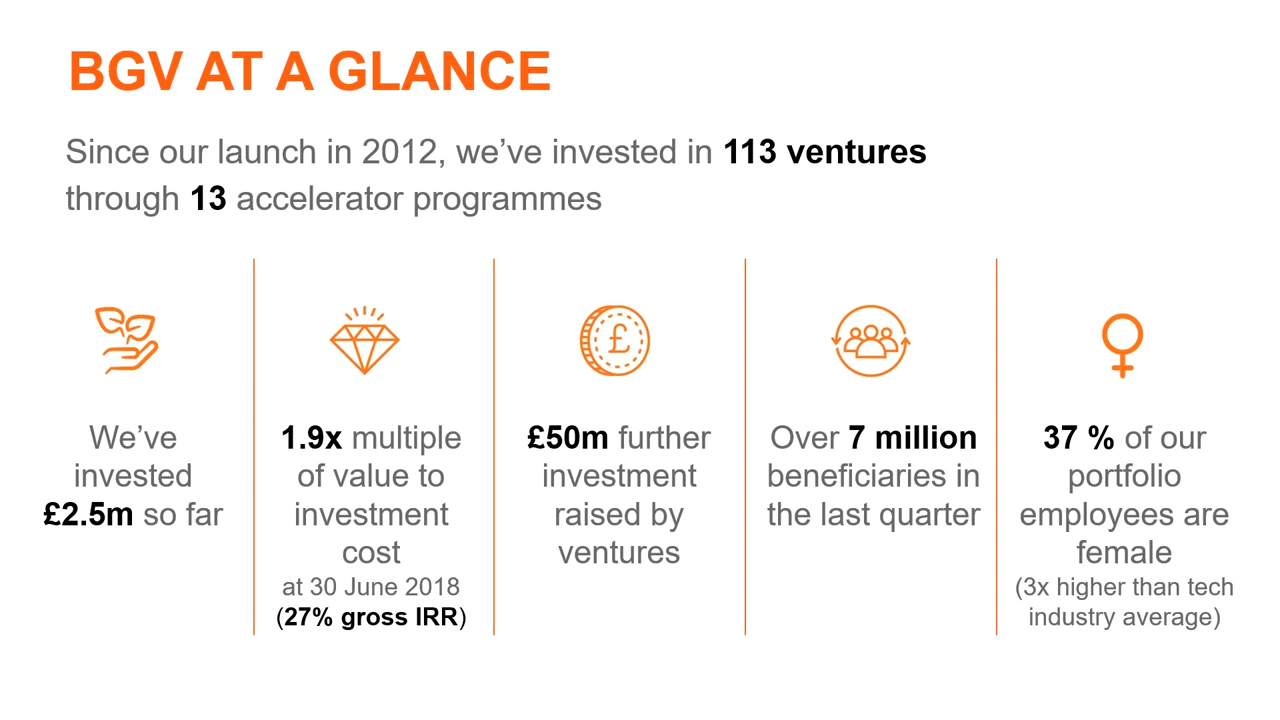 BGV AT A GLANCE
Since our launch in 2012, we’ve invested in 113 ventures
through 13 accelerator programmes
We’ve
invested
£2.5m so far
1.9x multiple
of value to
investment
cost
at 30 June 2018
(27% gross IRR)
£
£50m further
investment
raised by
ventures
Over 7 million
beneficiaries in
the last quarter
37 % of our
portfolio
employees are
female
(3x higher than tech
industry average)